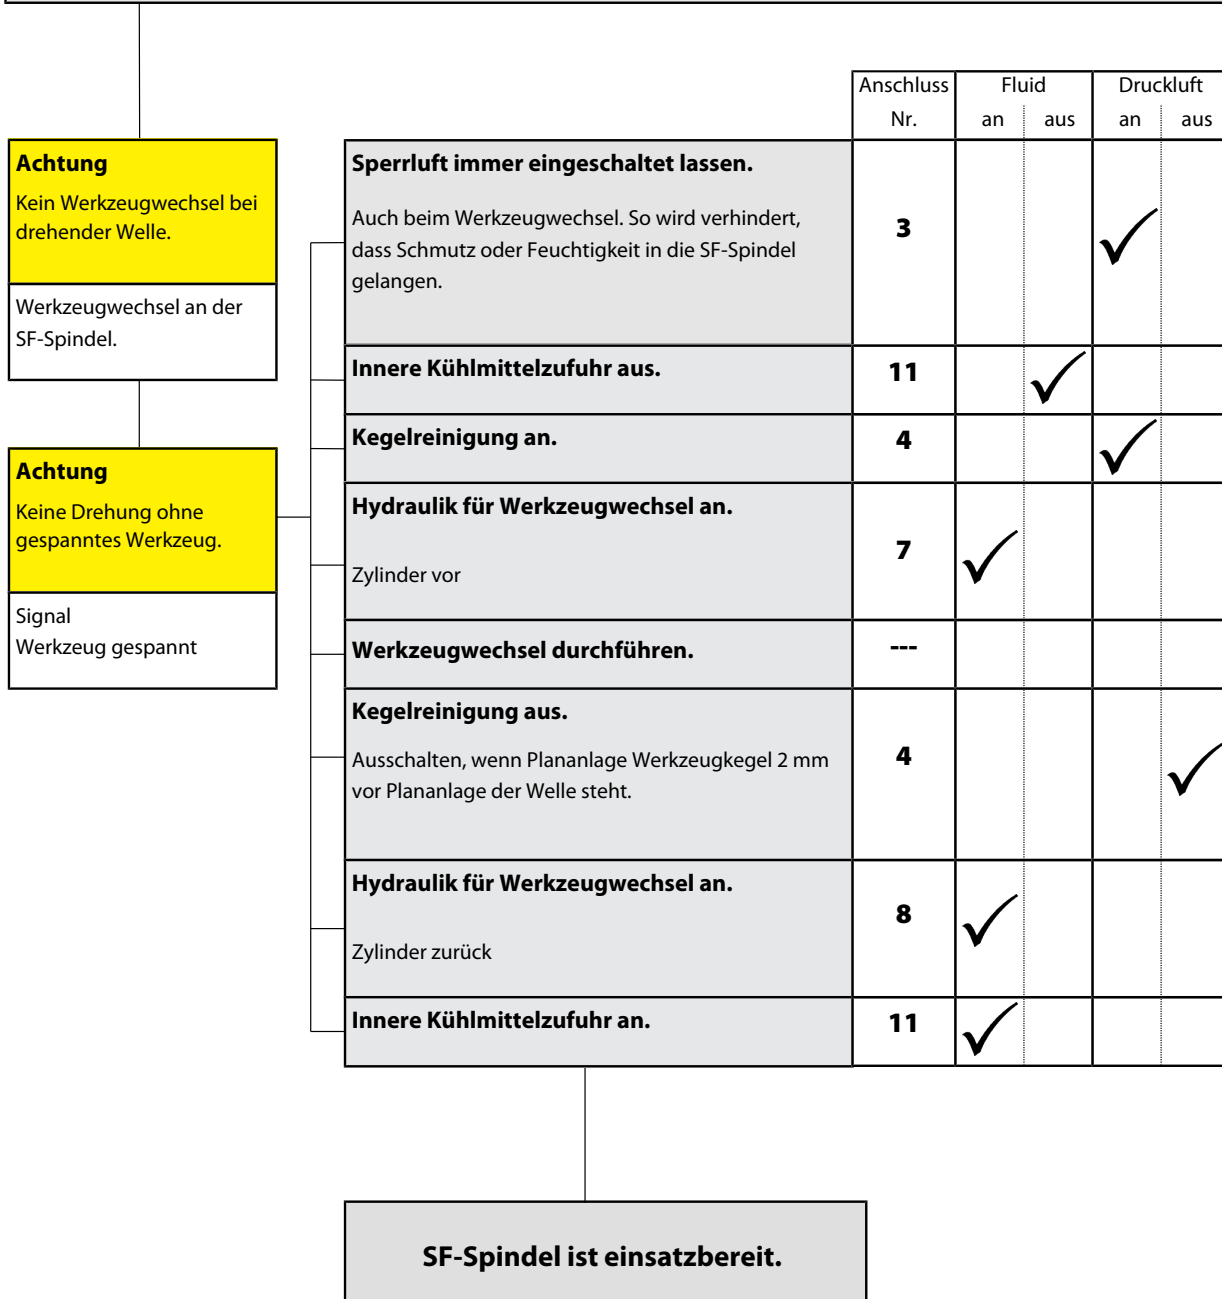 Anschluss Fluid Druckluft
Nr. an aus an aus
Achtung
Kein Werkzeugwechsel bei
drehender Welle.
Werkzeugwechsel an der
SF-Spindel.
Achtung
Keine Drehung ohne
gespanntes Werkzeug.
Signal
Werkzeug gespannt
Sperrluft immer eingeschaltet lassen.
Auch beim Werkzeugwechsel. So wird verhindert,
dass Schmutz oder Feuchtigkeit in die SF-Spindel
gelangen.
3
Innere Kühlmittelzufuhr aus.
11
Kegelreinigung an.
4
Hydraulik für Werkzeugwechsel an.
Zylinder vor
7
Werkzeugwechsel durchführen.
---
Kegelreinigung aus.
Ausschalten, wenn Plananlage Werkzeugkegel 2 mm
vor Plananlage der Welle steht.
4
Hydraulik für Werkzeugwechsel an.
Zylinder zurück
8
Innere Kühlmittelzufuhr an.
11
SF-Spindel ist einsatzbereit.